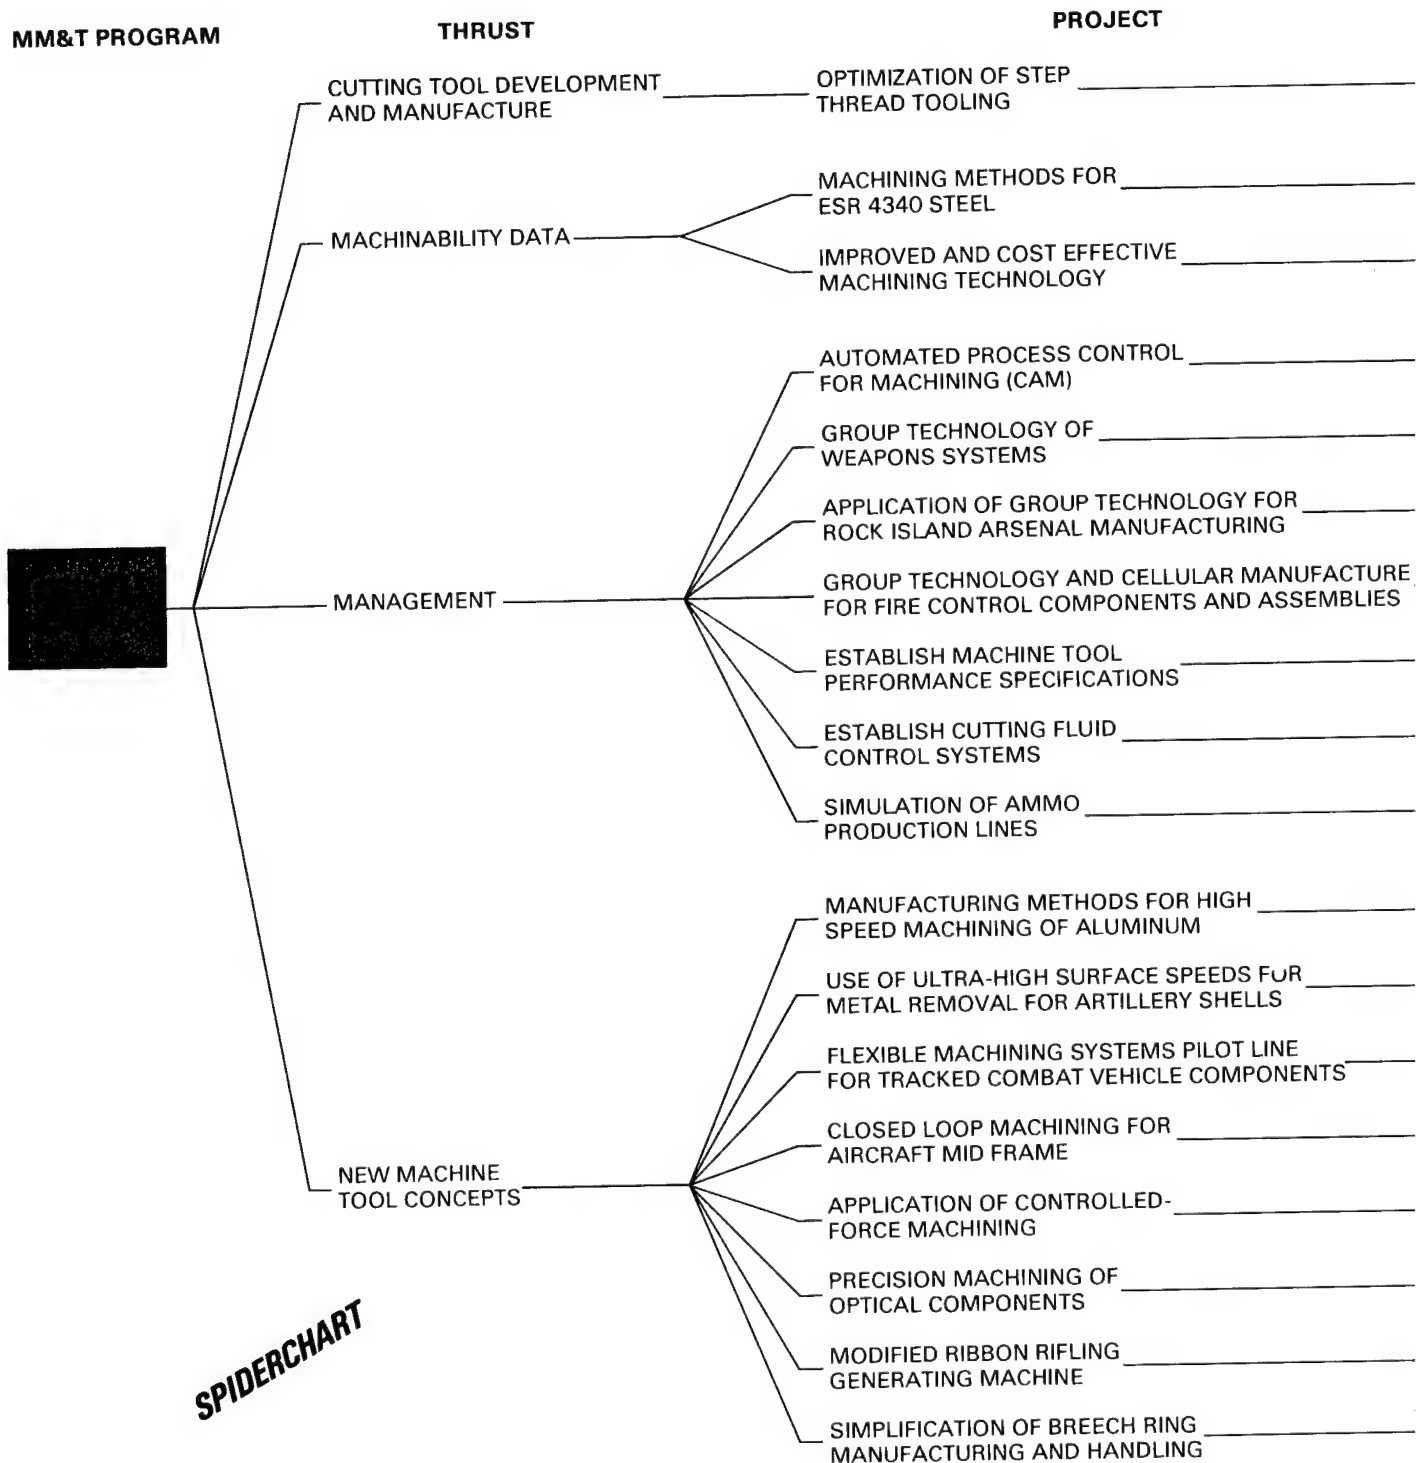 MM&T PROGRAM
THRUST
PROJECT
CUTTING TOOL DEVELOPMENT
AND MANUFACTURE
OPTIMIZATION OF STEP
THREAD TOOLING
MACHINABILITY DATA
MACHINING METHODS FOR
ESR 4340 STEEL
IMPROVED AND COST EFFECTIVE
MACHINING TECHNOLOGY
MANAGEMENT
AUTOMATED PROCESS CONTROL
FOR MACHINING (CAM)
GROUP TECHNOLOGY OF
WEAPONS SYSTEMS
APPLICATION OF GROUP TECHNOLOGY FOR
ROCK ISLAND ARSENAL MANUFACTURING
GROUP TECHNOLOGY AND CELLULAR MANUFACTURE
FOR FIRE CONTROL COMPONENTS AND ASSEMBLIES
ESTABLISH MACHINE TOOL
PERFORMANCE SPECIFICATIONS
ESTABLISH CUTTING FLUID
CONTROL SYSTEMS
SIMULATION OF AMMO
PRODUCTION LINES
NEW MACHINE
TOOL CONCEPTS
MANUFACTURING METHODS FOR HIGH
SPEED MACHINING OF ALUMINUM
USE OF ULTRA-HIGH SURFACE SPEEDS FOR
METAL REMOVAL FOR ARTILLERY SHELLS
FLEXIBLE MACHINING SYSTEMS PILOT LINE
FOR TRACKED COMBAT VEHICLE COMPONENTS
CLOSED LOOP MACHINING FOR
AIRCRAFT MID FRAME
APPLICATION OF CONTROLLED-
FORCE MACHINING
PRECISION MACHINING OF
OPTICAL COMPONENTS
MODIFIED RIBBON RIFLING
GENERATING MACHINE
SIMPLIFICATION OF BREECH RING
MANUFACTURING AND HANDLING
SPIDERCHART